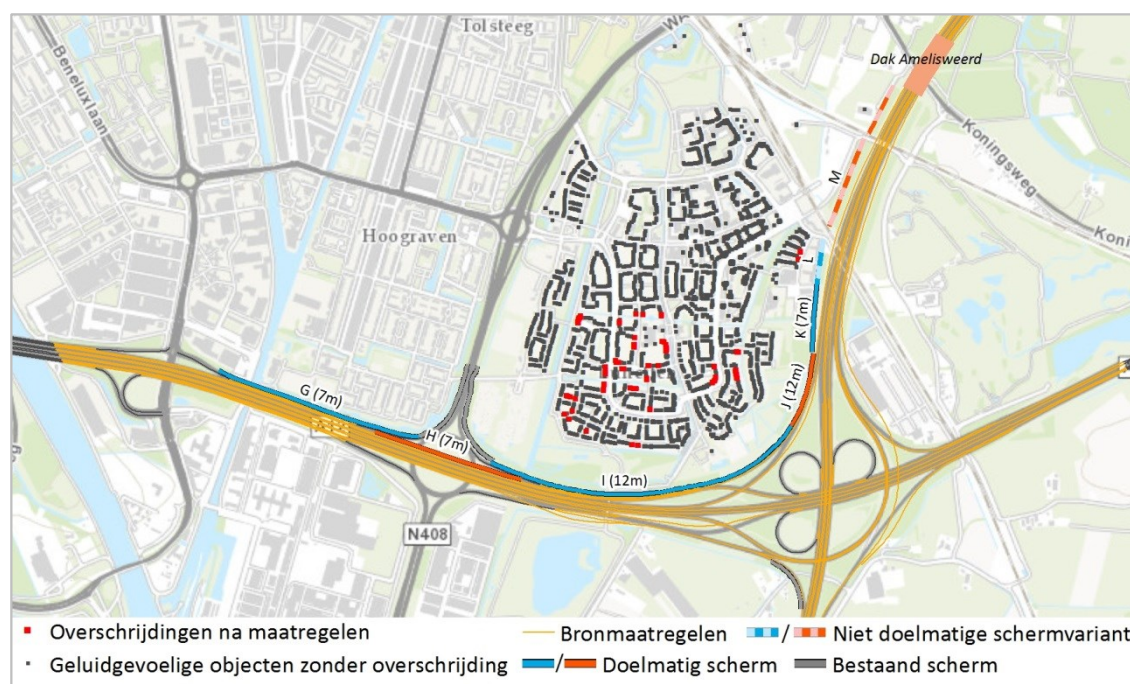 Tolsteeg
WA
Dak Amelisweerd
Beneluxlaan
Koningsweg
M
Koni
Hoograven
L
K (7m)
J (12m)
G (7m)
H (7m)
I (12m)
N408
Overschrijdingen na maatregelen
Bronmaatregelen
/ Niet doelmatige schermvariant
Geluidgevoelige objecten zonder overschrijding
/ Doelmatig scherm
Bestaand scherm